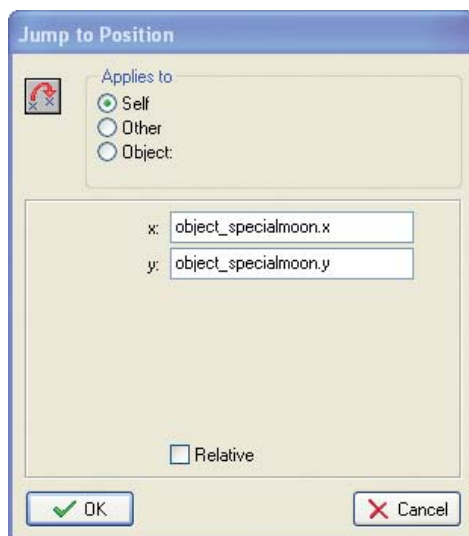 Jump to Position
Applies to
Self
Other
Object:
x: object_specialmoon.x
y: object_specialmoon.y
Relative
OK Cancel